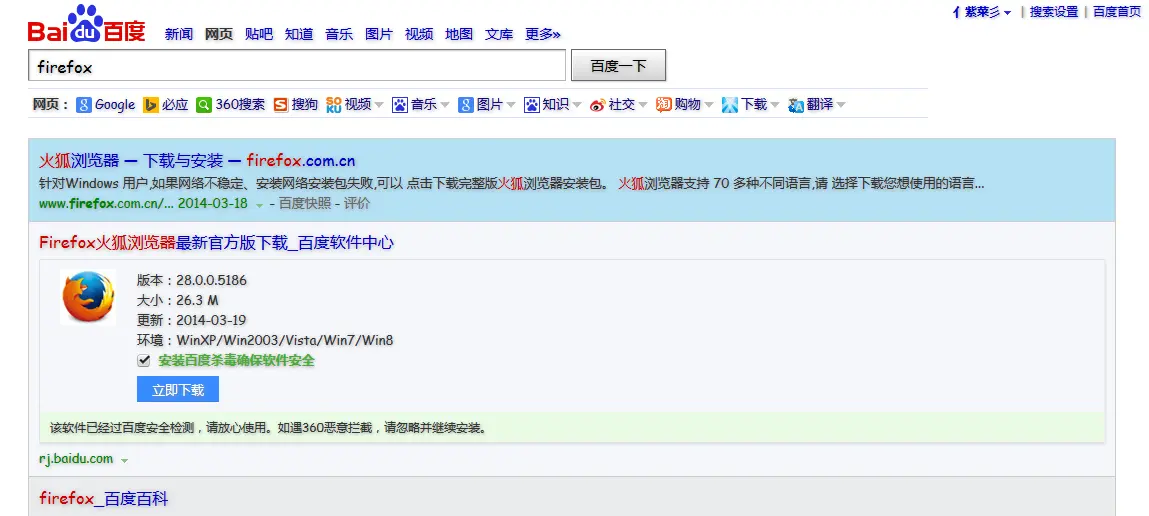 亻紫菜彡 | 搜索设置 | 百度首页
Bai du 百度 新闻 网页 贴吧 知道 音乐 图片 视频 地图 文库 更多»
firefox 百度一下
网页： Google 必应 360搜索 搜狗 视频 音乐 图片 知识 社交 购物 下载 翻译
火狐浏览器 — 下载与安装 — firefox.com.cn
针对Windows 用户,如果网络不稳定、安装网络安装包失败,可以 点击下载完整版火狐浏览器安装包。 火狐浏览器支持 70 多种不同语言,请 选择下载您想使用的语言...
www.firefox.com.cn/... 2014-03-18 - 百度快照 - 评价
Firefox火狐浏览器最新官方版下载_百度软件中心
版本：28.0.0.5186
大小：26.3 M
更新：2014-03-19
环境：WinXP/Win2003/Vista/Win7/Win8
安装百度杀毒确保软件安全
立即下载
该软件已经过百度安全检测，请放心使用。如遇360恶意拦截，请忽略并继续安装。
rj.baidu.com
firefox_百度百科